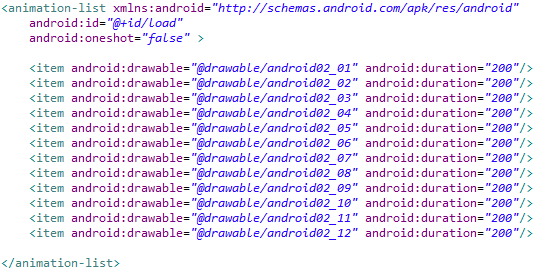 <animation-list xmlns:android="http://schemas.android.com/apk/res/android"
android:id="@+id/load"
android:oneshot="false" >
<item android:drawable="@drawable/android02_01" android:duration="200"/>
<item android:drawable="@drawable/android02_02" android:duration="200"/>
<item android:drawable="@drawable/android02_03" android:duration="200"/>
<item android:drawable="@drawable/android02_04" android:duration="200"/>
<item android:drawable="@drawable/android02_05" android:duration="200"/>
<item android:drawable="@drawable/android02_06" android:duration="200"/>
<item android:drawable="@drawable/android02_07" android:duration="200"/>
<item android:drawable="@drawable/android02_08" android:duration="200"/>
<item android:drawable="@drawable/android02_09" android:duration="200"/>
<item android:drawable="@drawable/android02_10" android:duration="200"/>
<item android:drawable="@drawable/android02_11" android:duration="200"/>
<item android:drawable="@drawable/android02_12" android:duration="200"/>
</animation-list>